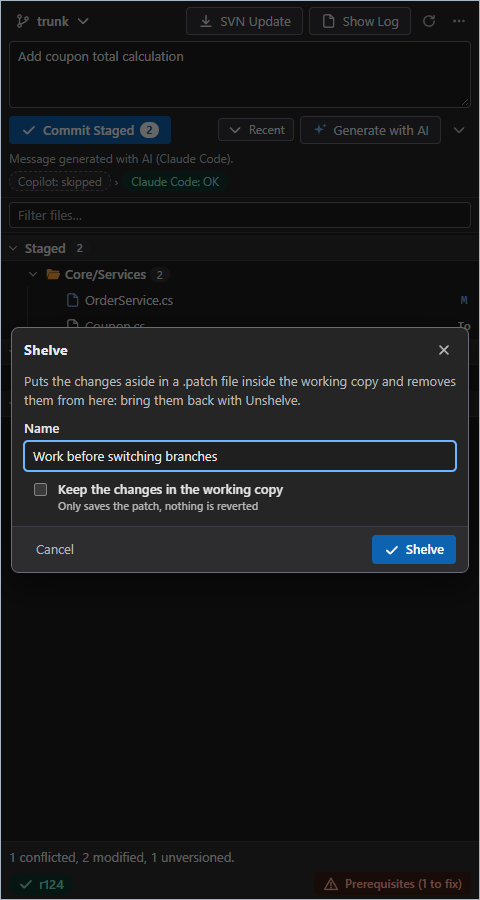 trunk
SVN Update
Show Log
Add coupon total calculation
Commit Staged 2
Recent
Generate with AI
Message generated with AI (Claude Code).
Copilot: skipped › Claude Code: OK
Filter files...
Staged 2
Core/Services 2
OrderService.cs M
Coupon.cs To
Shelve
Puts the changes aside in a .patch file inside the working copy and removes
them from here: bring them back with Unshelve.
Name
Work before switching branches
Keep the changes in the working copy
Only saves the patch, nothing is reverted
Cancel
Shelve
1 conflicted, 2 modified, 1 unversioned.
r124
Prerequisites (1 to fix)